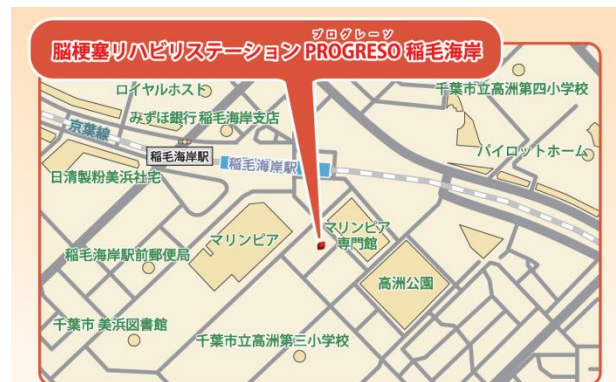 プログレーソ
脳梗塞リハビリステーション PROGRESO 稲毛海岸
ロイヤルホスト
千葉市立高洲第四小学校
みずほ銀行 稲毛海岸支店
京葉線
稲毛海岸駅
稲毛海岸駅
パイロットホーム
日清製粉美浜社宅
マリンピア
マリンピア
専門館
稲毛海岸駅前郵便局
高洲公園
千葉市 美浜図書館
千葉市立高洲第三小学校